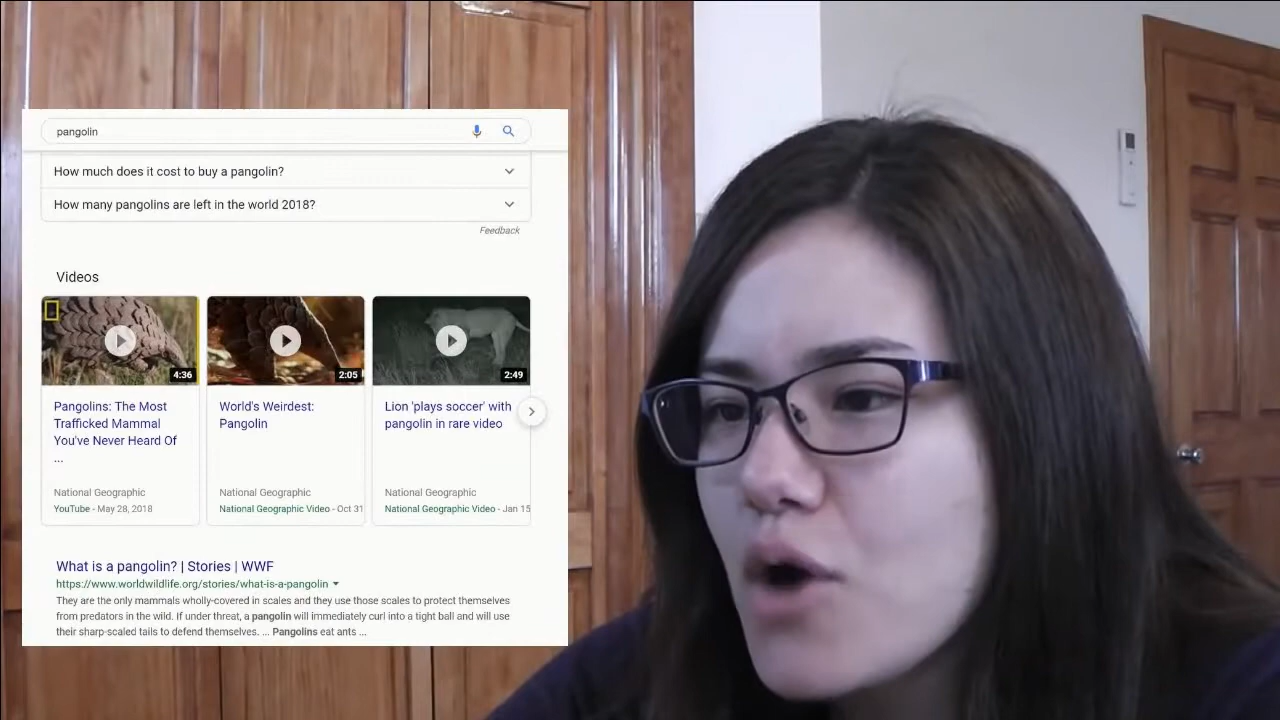 pangolin
How much does it cost to buy a pangolin?
How many pangolins are left in the world 2018?
Feedback
Videos
4:36
2:05
2:49
Pangolins: The Most
Trafficked Mammal
You've Never Heard Of
...
World's Weirdest:
Pangolin
Lion 'plays soccer' with
pangolin in rare video
National Geographic
YouTube - May 28, 2018
National Geographic
National Geographic Video - Oct 31
National Geographic
National Geographic Video - Jan 15
What is a pangolin? | Stories | WWF
https://www.worldwildlife.org/stories/what-is-a-pangolin
They are the only mammals wholly-covered in scales and they use those scales to protect themselves
from predators in the wild. If under threat, a pangolin will immediately curl into a tight ball and will use
their sharp-scaled tails to defend themselves. ... Pangolins eat ants ...